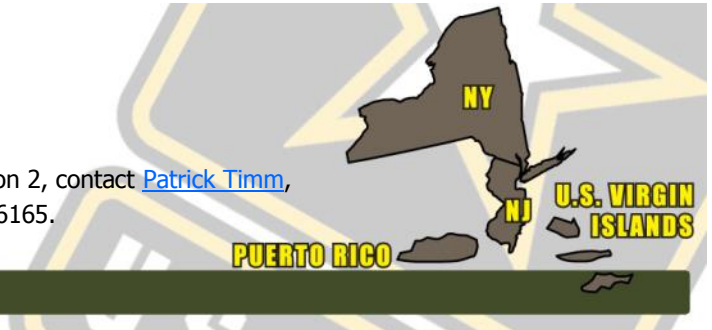 NY
on 2, contact Patrick Timm,
6165.
NJ
U.S. VIRGIN
ISLANDS
PUERTO RICO